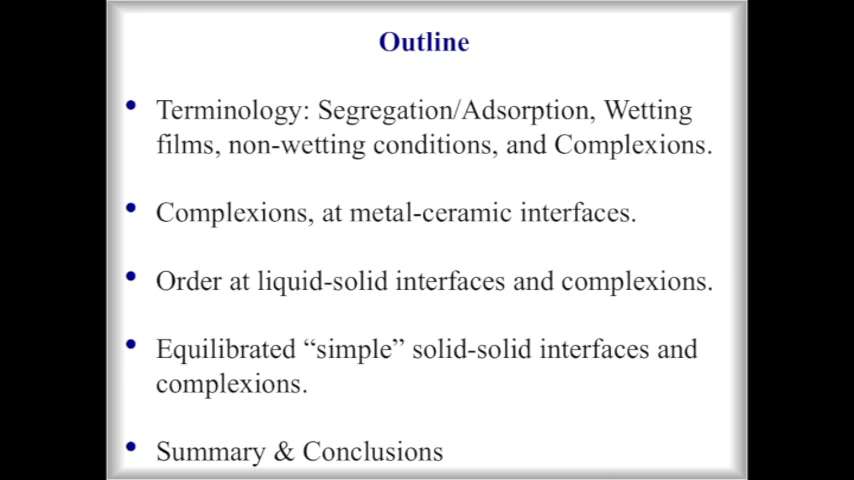 Outline
• Terminology: Segregation/Adsorption, Wetting
films, non-wetting conditions, and Complexions.
• Complexions, at metal-ceramic interfaces.
• Order at liquid-solid interfaces and complexions.
• Equilibrated “simple” solid-solid interfaces and
complexions.
• Summary & Conclusions